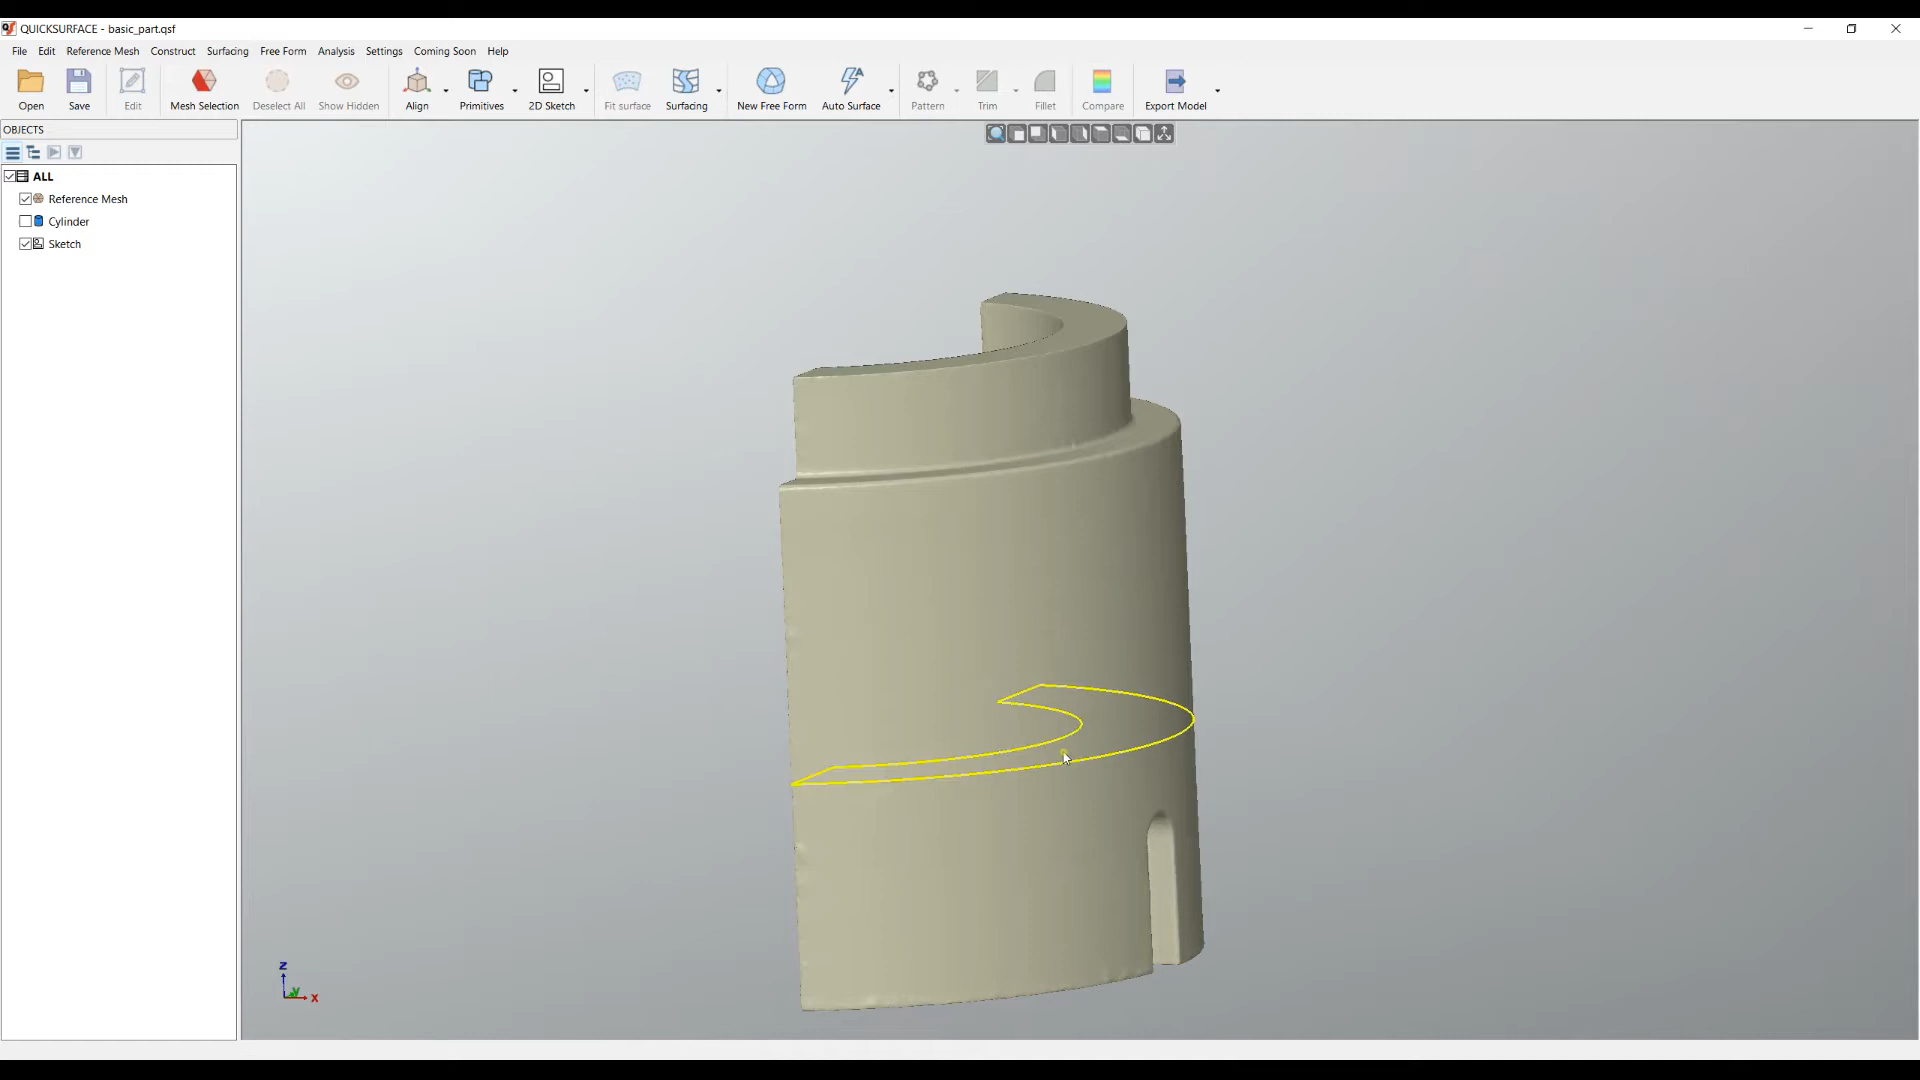 QUICKSURFACE - basic_part.qsf
File Edit Reference Mesh Construct Surfacing Free Form Analysis Settings Coming Soon Help
Open Save Edit Mesh Selection Deselect All Show Hidden Align Primitives 2D Sketch Fit surface Surfacing New Free Form Auto Surface Pattern Trim Fillet Compare Export Model
OBJECTS
ALL
Reference Mesh
Cylinder
Sketch
z
y
x